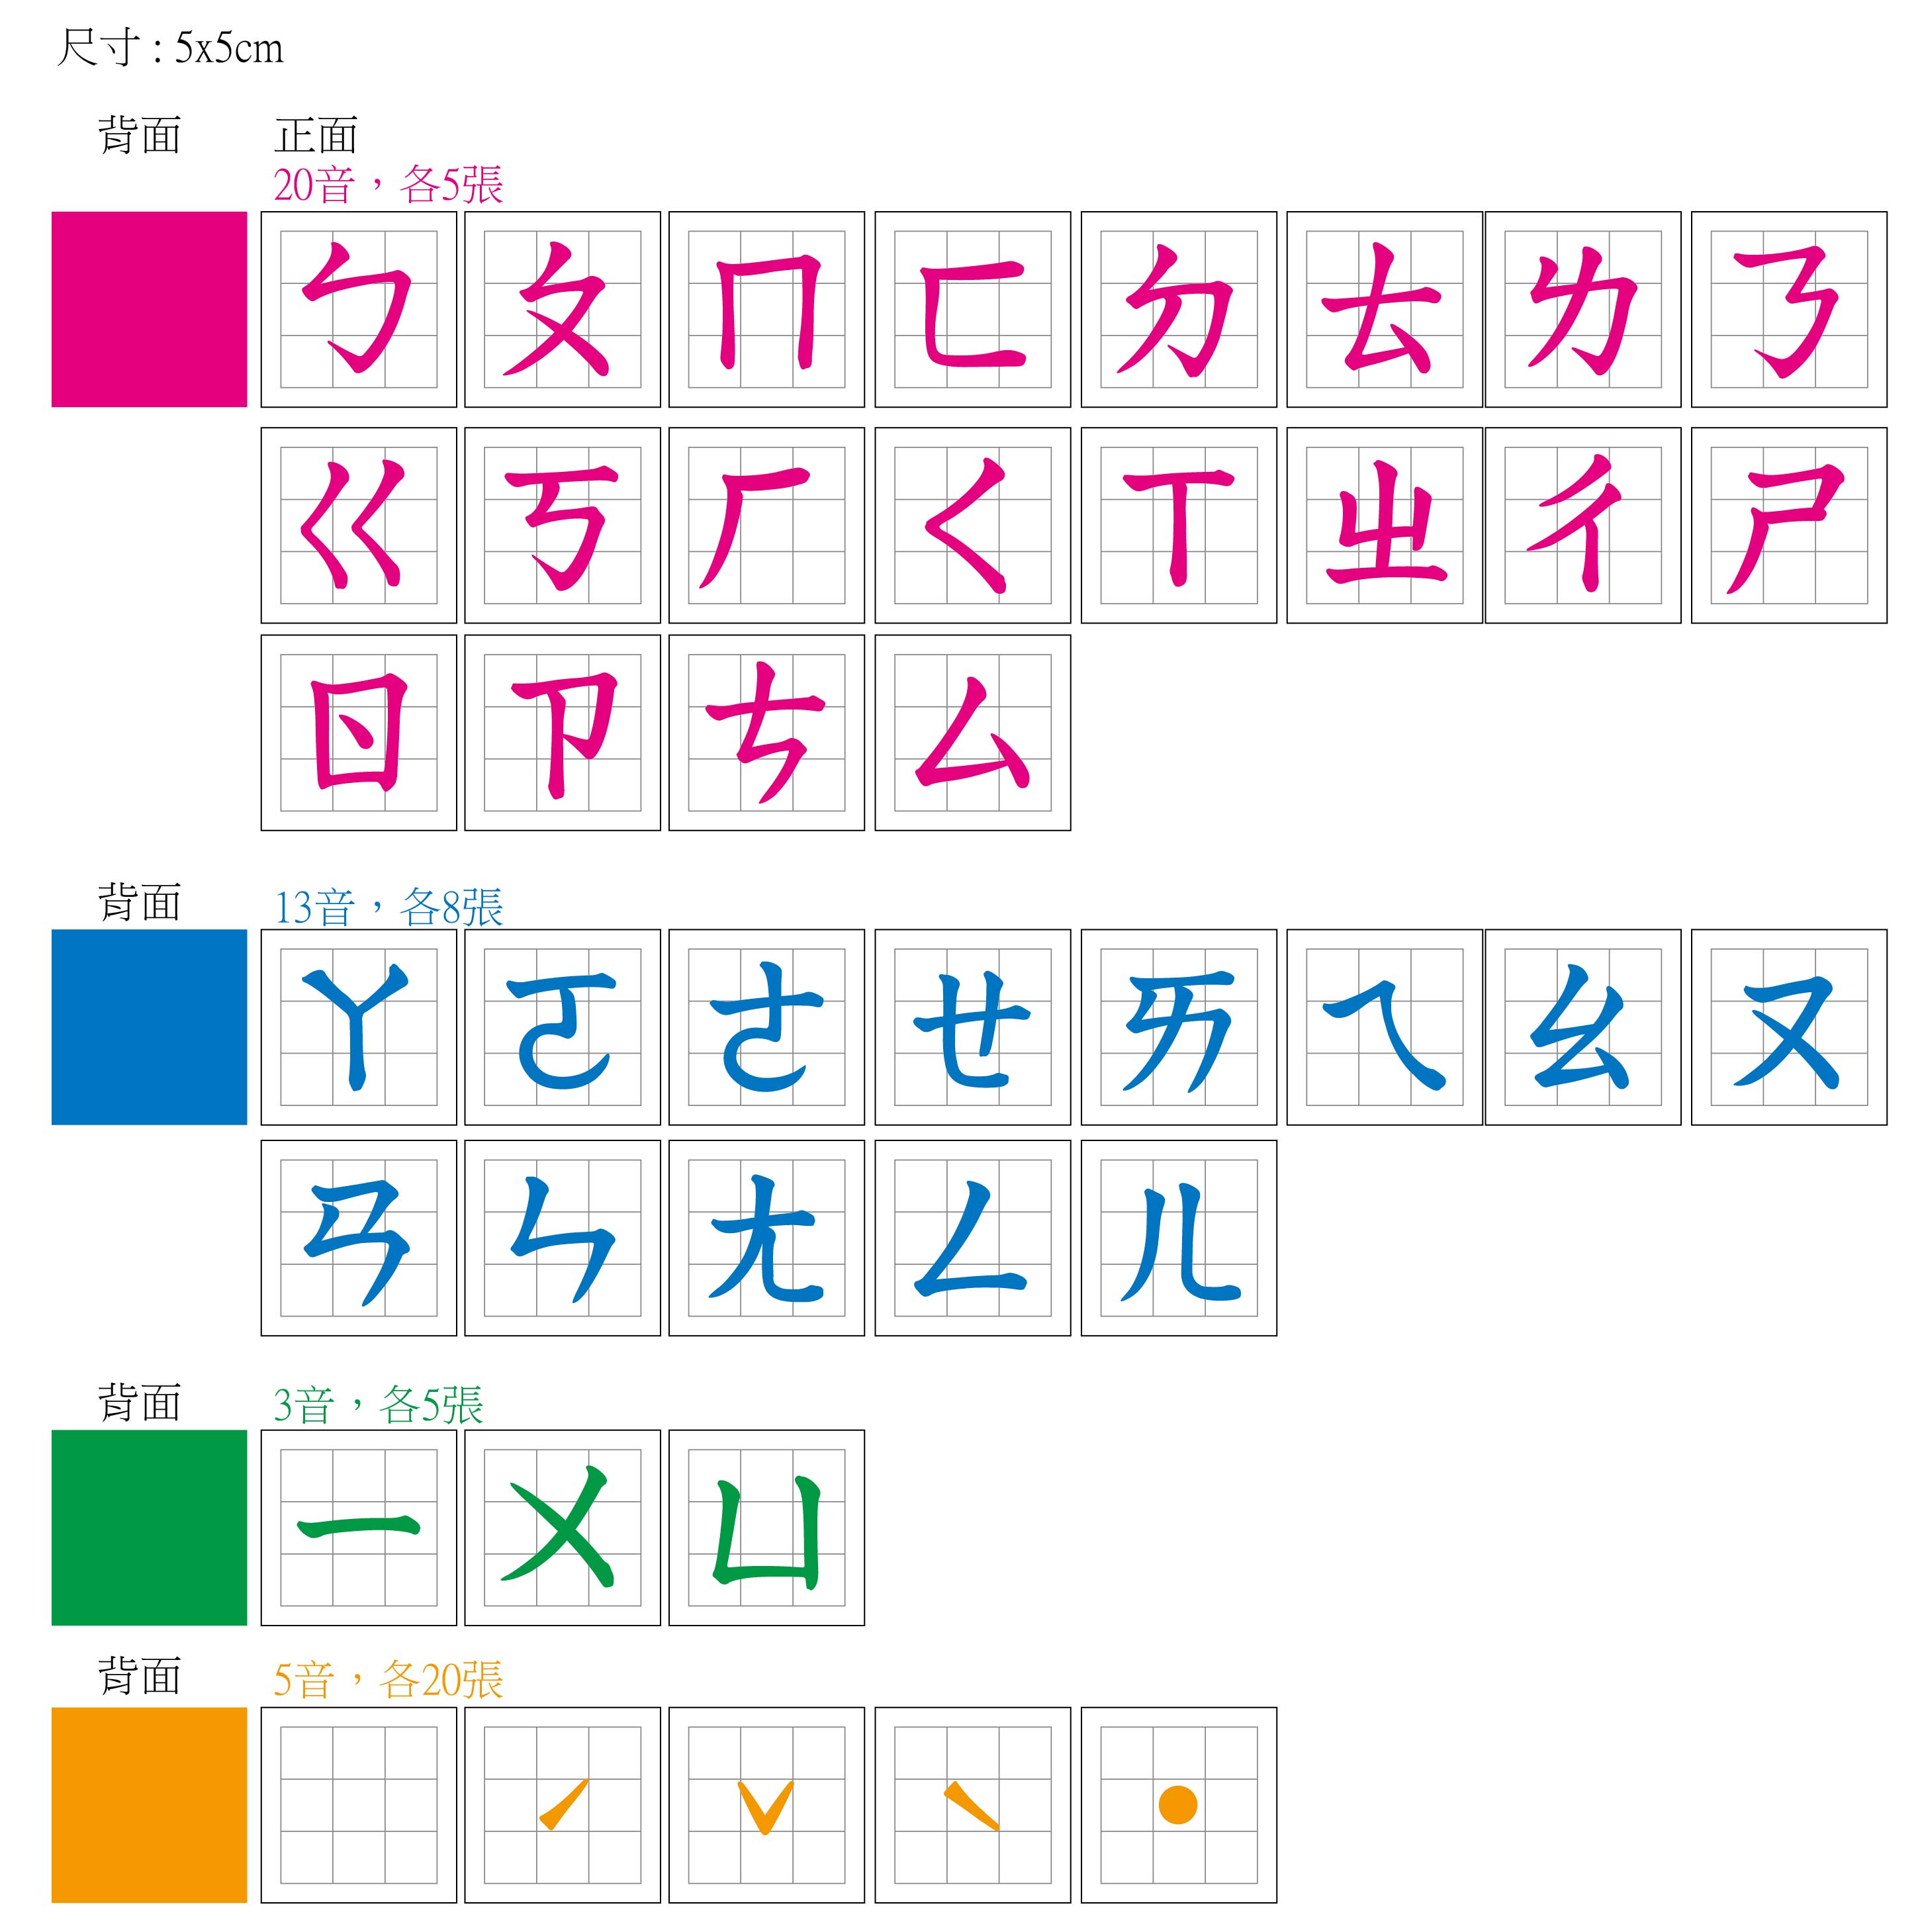 尺寸：5x5cm
背面 正面
20音，各5張
ㄅ ㄆ ㄇ ㄈ ㄉ ㄊ ㄌ ㄋ
ㄍ ㄎ ㄏ ㄑ ㄒ ㄓ ㄔ ㄕ
ㄖ ㄗ ㄘ ㄙ
背面 13音，各8張
ㄚ ㄛ ㄜ ㄝ ㄞ ㄟ ㄠ ㄡ
ㄢ ㄣ ㄤ ㄥ ㄦ
背面 3音，各5張
ㄧ ㄨ ㄩ
背面 5音，各20張
ˊ ˇ ˋ ˙